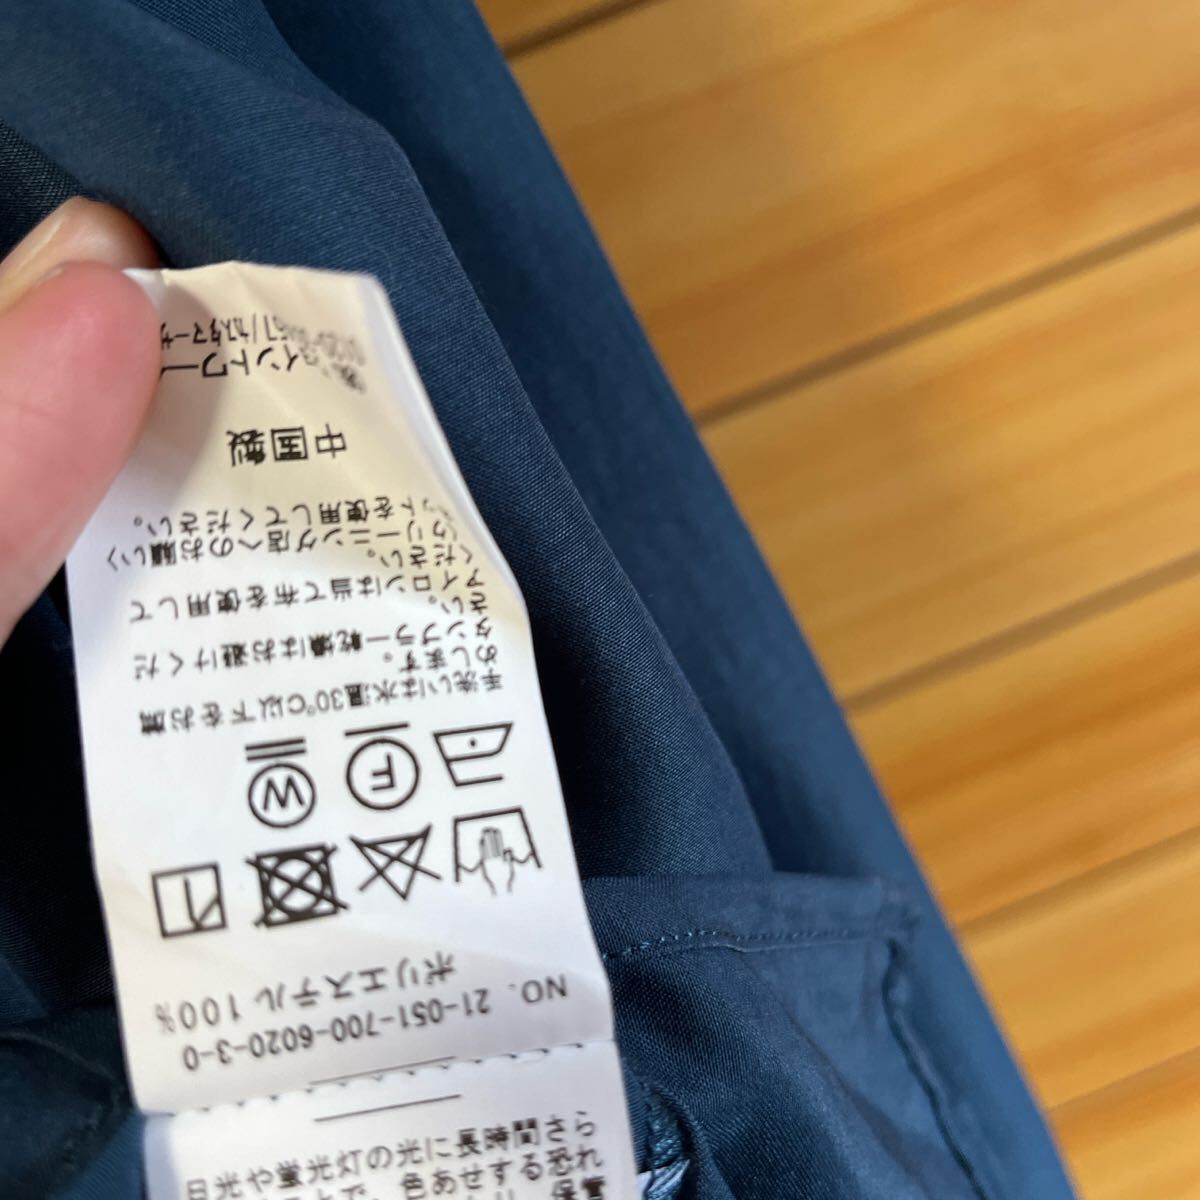 NO. 21-051-700-6020-3-0
ポリエステル 100%
F
W
手洗いは水温30℃以下をお薦
めします。
タンブラー乾燥はお避けくだ
さい。
アイロンは当て布を使用して
ください。
〈クリーニング店へのお願い〉
ネットを使用してください。
中国製
日光や蛍光灯の光に長時間さら
色あせする恐れ